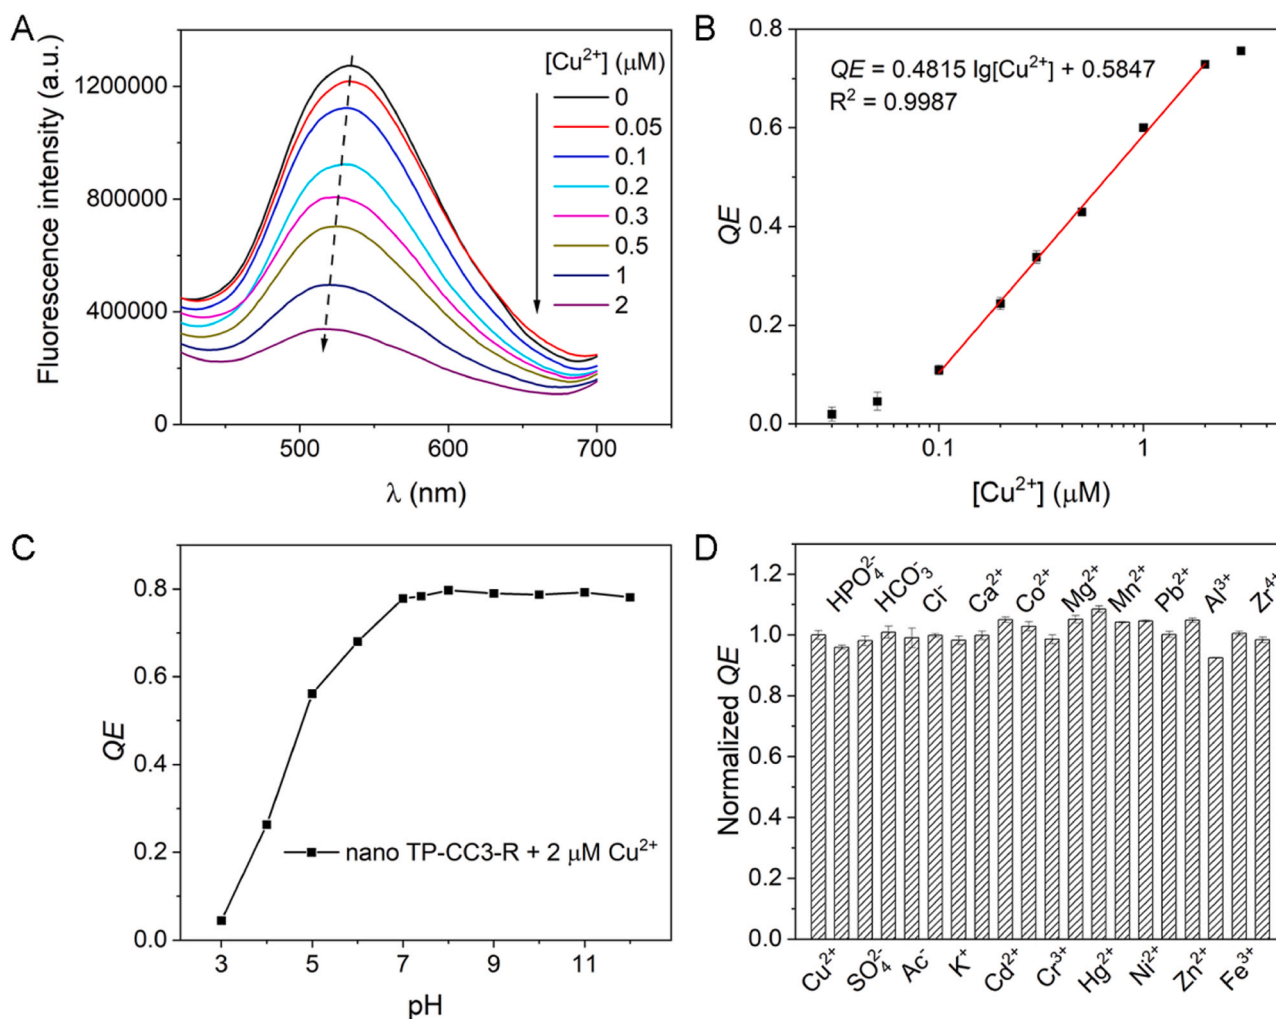 A
Fluorescence intensity (a.u.)
1200000
800000
400000
0
500
600
700
λ (nm)
[Cu²⁺] (μM)
0
0.05
0.1
0.2
0.3
0.5
1
2
B
QE
0.8
0.6
0.4
0.2
0.0
0.1
1
[Cu²⁺] (μM)
QE = 0.4815 lg[Cu²⁺] + 0.5847
R² = 0.9987
C
QE
0.8
0.6
0.4
0.2
0.0
3
5
7
9
11
pH
nano TP-CC3-R + 2 μM Cu²⁺
D
Normalized QE
1.2
1.0
0.8
0.6
0.4
0.2
0.0
HPO₄²⁻
HCO₃⁻
Cl⁻
Ca²⁺
Co²⁺
Mg²⁺
Mn²⁺
Pb²⁺
Al³⁺
Zr⁴⁺
Cu²⁺
SO₄²⁻
Ac⁻
K⁺
Cd²⁺
Cr³⁺
Hg²⁺
Ni²⁺
Zn²⁺
Fe³⁺